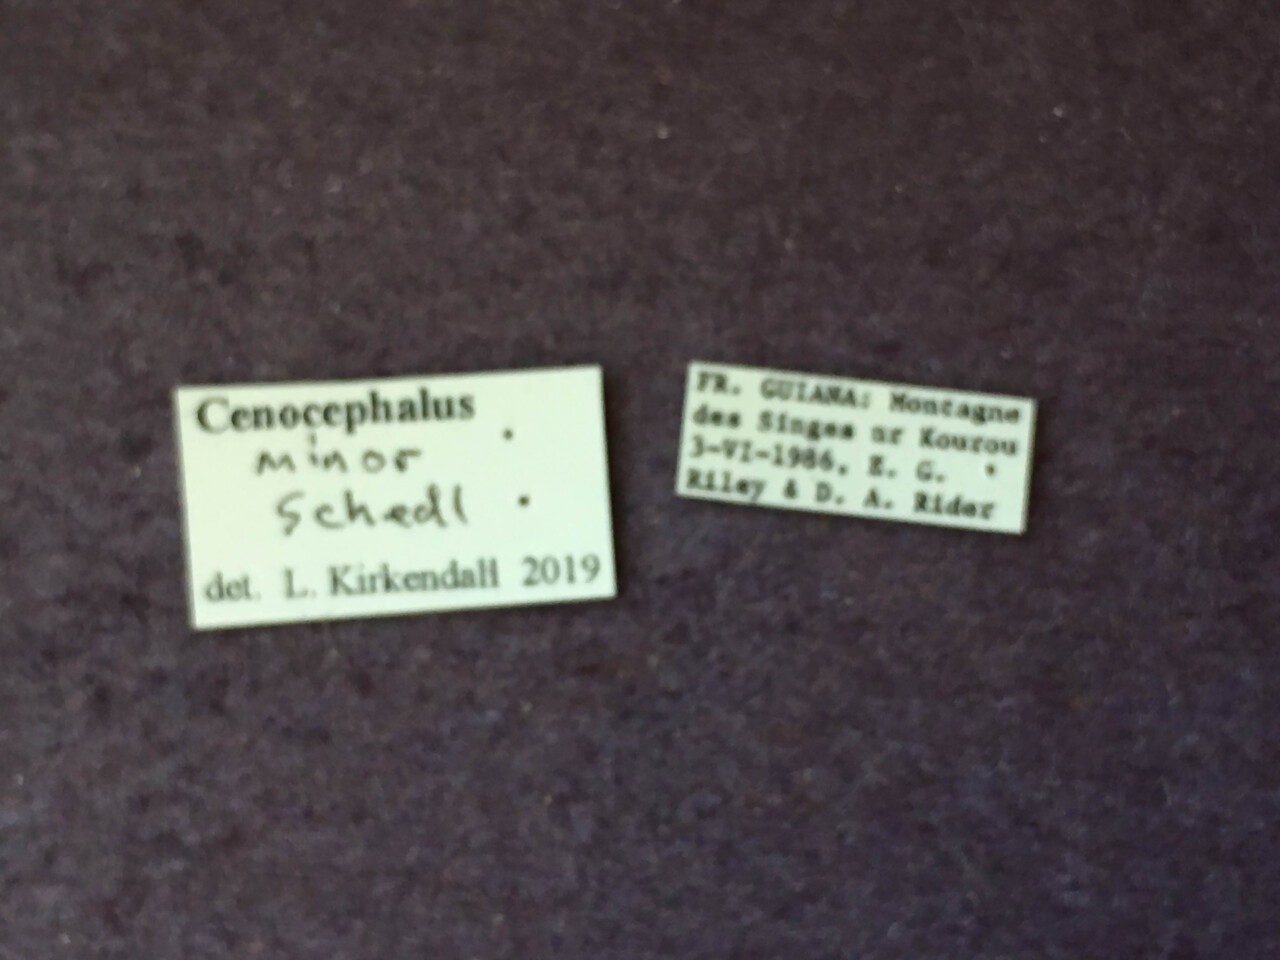 Cenocephalus
minor
Schedl
det. L. Kirkendall 2019
FR. GUIANA: Montagne
des Singes nr Kourou
3-VI-1986, E. G.
Riley & D. A. Rider